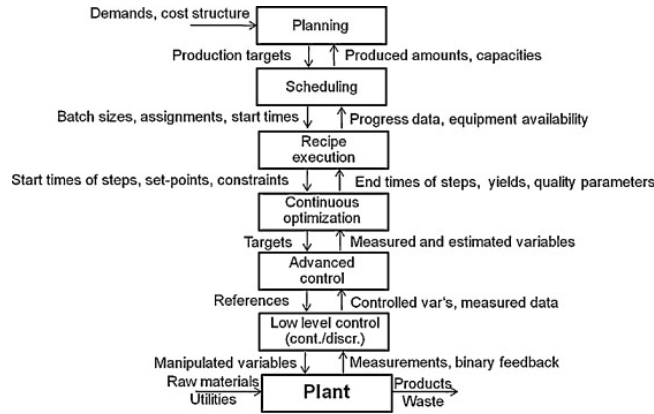 Demands, cost structure
Planning
Production targets
Produced amounts, capacities
Scheduling
Batch sizes, assignments, start times
Progress data, equipment availability
Recipe
execution
Start times of steps, set-points, constraints
End times of steps, yields, quality parameters
Continuous
optimization
Targets
Measured and estimated variables
Advanced
control
References
Controlled var's, measured data
Low level control
(cont./discr.)
Manipulated variables
Measurements, binary feedback
Raw materials
Utilities
Plant
Products
Waste